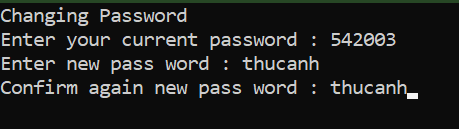 Changing Password
Enter your current password : 542003
Enter new pass word : thucanh
Confirm again new pass word : thucanh